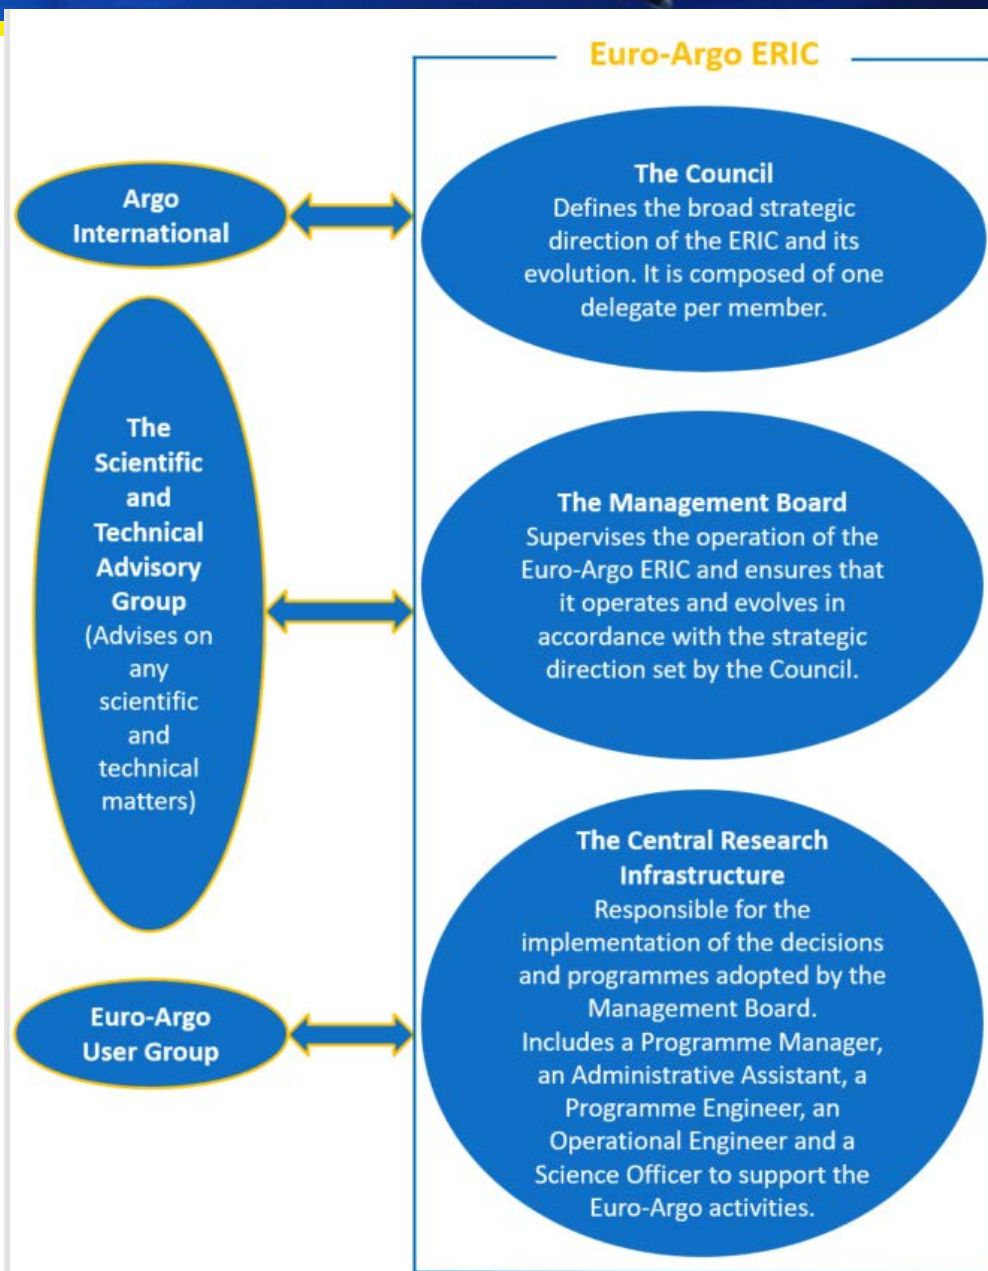 Euro-Argo ERIC
Argo
International
The Council
Defines the broad strategic
direction of the ERIC and its
evolution. It is composed of one
delegate per member.
The
Scientific
and
Technical
Advisory
Group
(Advises on
any
scientific
and
technical
matters)
The Management Board
Supervises the operation of the
Euro-Argo ERIC and ensures that
it operates and evolves in
accordance with the strategic
direction set by the Council.
Euro-Argo
User Group
The Central Research
Infrastructure
Responsible for the
implementation of the decisions
and programmes adopted by the
Management Board.
Includes a Programme Manager,
an Administrative Assistant, a
Programme Engineer, an
Operational Engineer and a
Science Officer to support the
Euro-Argo activities.